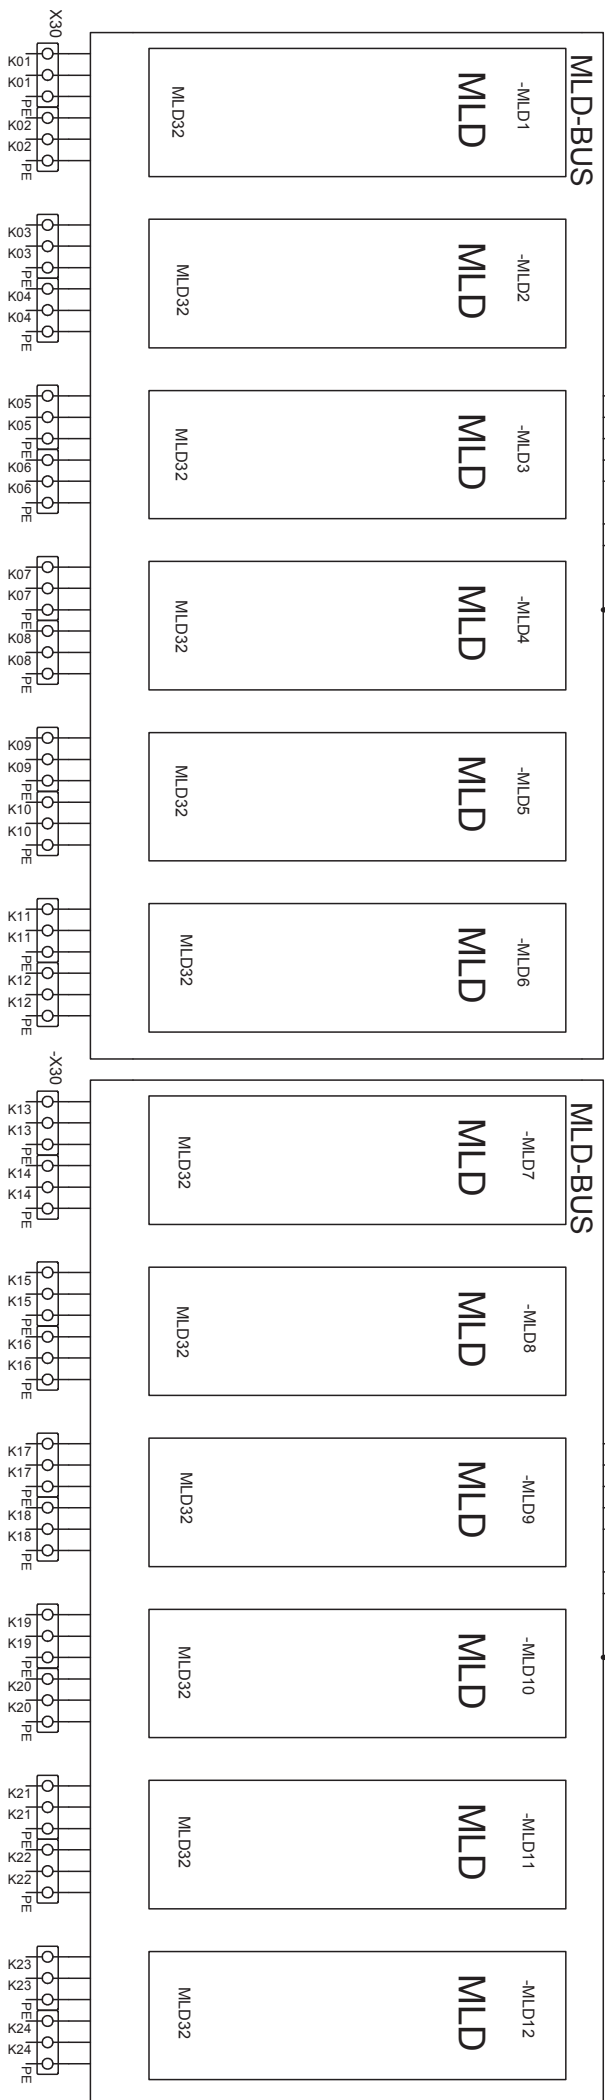 X30
K01
K01
PE
K02
K02
PE
MLD32
MLD
-MLD1
MLD-BUS
K03
K03
PE
K04
K04
PE
MLD32
MLD
-MLD2
K05
K05
PE
K06
K06
PE
MLD32
MLD
-MLD3
K07
K07
PE
K08
K08
PE
MLD32
MLD
-MLD4
K09
K09
PE
K10
K10
PE
MLD32
MLD
-MLD5
K11
K11
PE
K12
K12
PE
MLD32
MLD
-MLD6
-X30
K13
K13
PE
K14
K14
PE
MLD32
MLD
-MLD7
MLD-BUS
K15
K15
PE
K16
K16
PE
MLD32
MLD
-MLD8
K17
K17
PE
K18
K18
PE
MLD32
MLD
-MLD9
K19
K19
PE
K20
K20
PE
MLD32
MLD
-MLD10
K21
K21
PE
K22
K22
PE
MLD32
MLD
-MLD11
K23
K23
PE
K24
K24
PE
MLD32
MLD
-MLD12